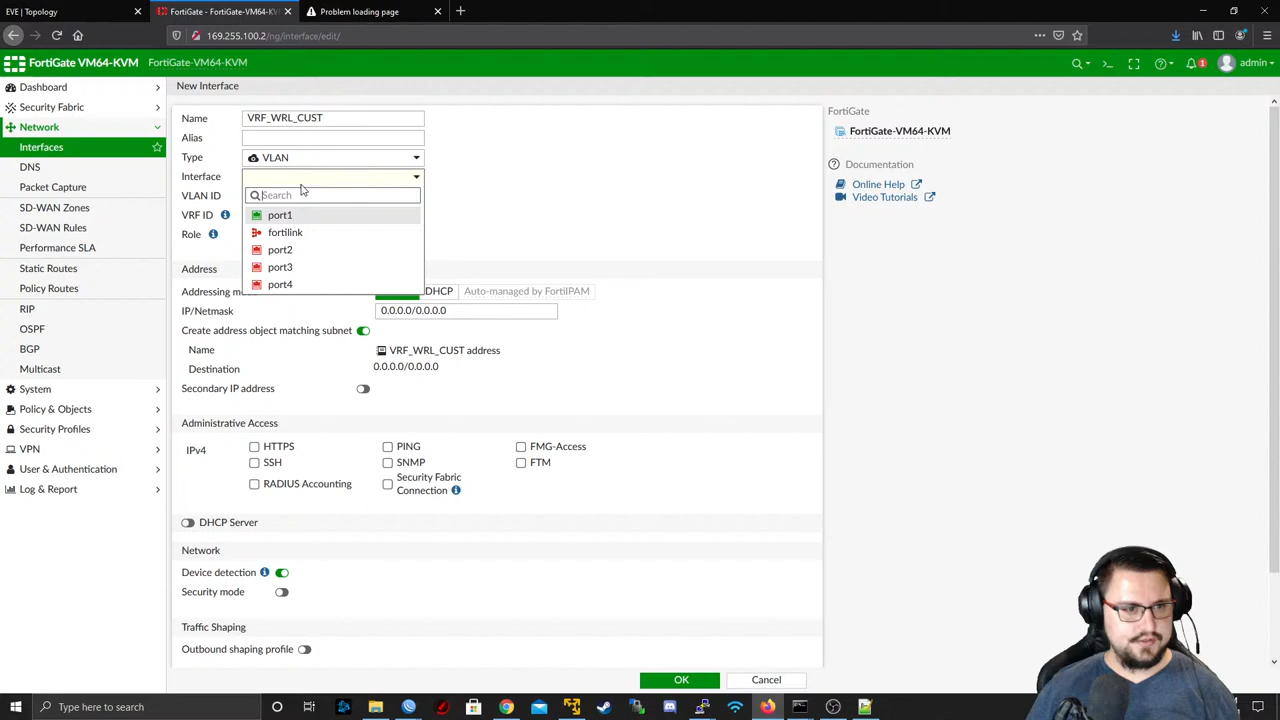 EVE | Topology
FortiGate - FortiGate-VM64-KV
Problem loading page
169.255.100.2/ng/interface/edit/
FortiGate VM64-KVM
FortiGate-VM64-KVM
1
admin
Dashboard
Security Fabric
Network
Interfaces
DNS
Packet Capture
SD-WAN Zones
SD-WAN Rules
Performance SLA
Static Routes
Policy Routes
RIP
OSPF
BGP
Multicast
System
Policy & Objects
Security Profiles
VPN
User & Authentication
Log & Report
New Interface
Name VRF_WRL_CUST
Alias
Type VLAN
Interface
VLAN ID Search
VRF ID port1
fortilink
Role
port2
port3
port4
Address
Addressing m DHCP Auto-managed by FortiIPAM
IP/Netmask 0.0.0.0/0.0.0.0
Create address object matching subnet
Name VRF_WRL_CUST address
Destination 0.0.0.0/0.0.0.0
Secondary IP address
Administrative Access
IPv4 HTTPS PING FMG-Access
SSH SNMP FTM
RADIUS Accounting Security Fabric
Connection
DHCP Server
Network
Device detection
Security mode
Traffic Shaping
Outbound shaping profile
OK Cancel
FortiGate
FortiGate-VM64-KVM
Documentation
Online Help
Video Tutorials
Type here to search